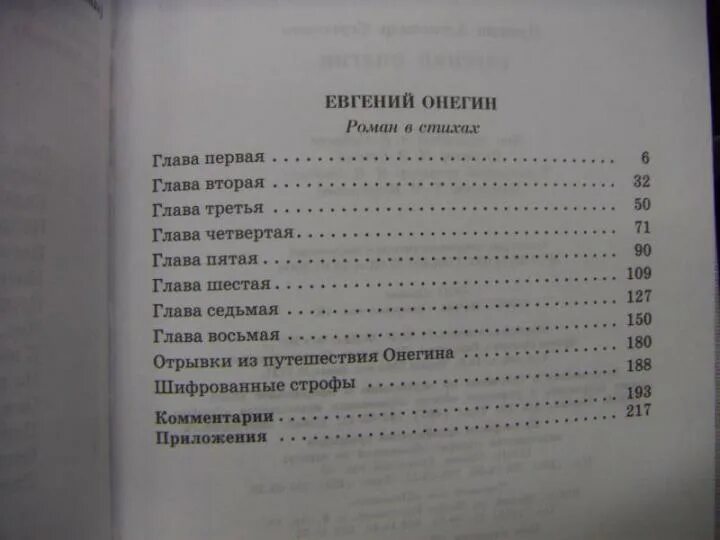 ЕВГЕНИЙ ОНЕГИН
Роман в стихах
Глава первая . . . . . . . . . . . . . . . . . . . . . . . . . . . . . . 6
Глава вторая . . . . . . . . . . . . . . . . . . . . . . . . . . . . . . 32
Глава третья . . . . . . . . . . . . . . . . . . . . . . . . . . . . . . 50
Глава четвертая. . . . . . . . . . . . . . . . . . . . . . . . . . . . 71
Глава пятая . . . . . . . . . . . . . . . . . . . . . . . . . . . . . . 90
Глава шестая. . . . . . . . . . . . . . . . . . . . . . . . . . . . . . 109
Глава седьмая . . . . . . . . . . . . . . . . . . . . . . . . . . . . . 127
Глава восьмая . . . . . . . . . . . . . . . . . . . . . . . . . . . . . 150
Отрывки из путешествия Онегина . . . . . . . . . . . . . . 180
Шифрованные строфы . . . . . . . . . . . . . . . . . . . . . . 188
Комментарии. . . . . . . . . . . . . . . . . . . . . . . . . . . . . . 193
Приложения . . . . . . . . . . . . . . . . . . . . . . . . . . . . . . 217